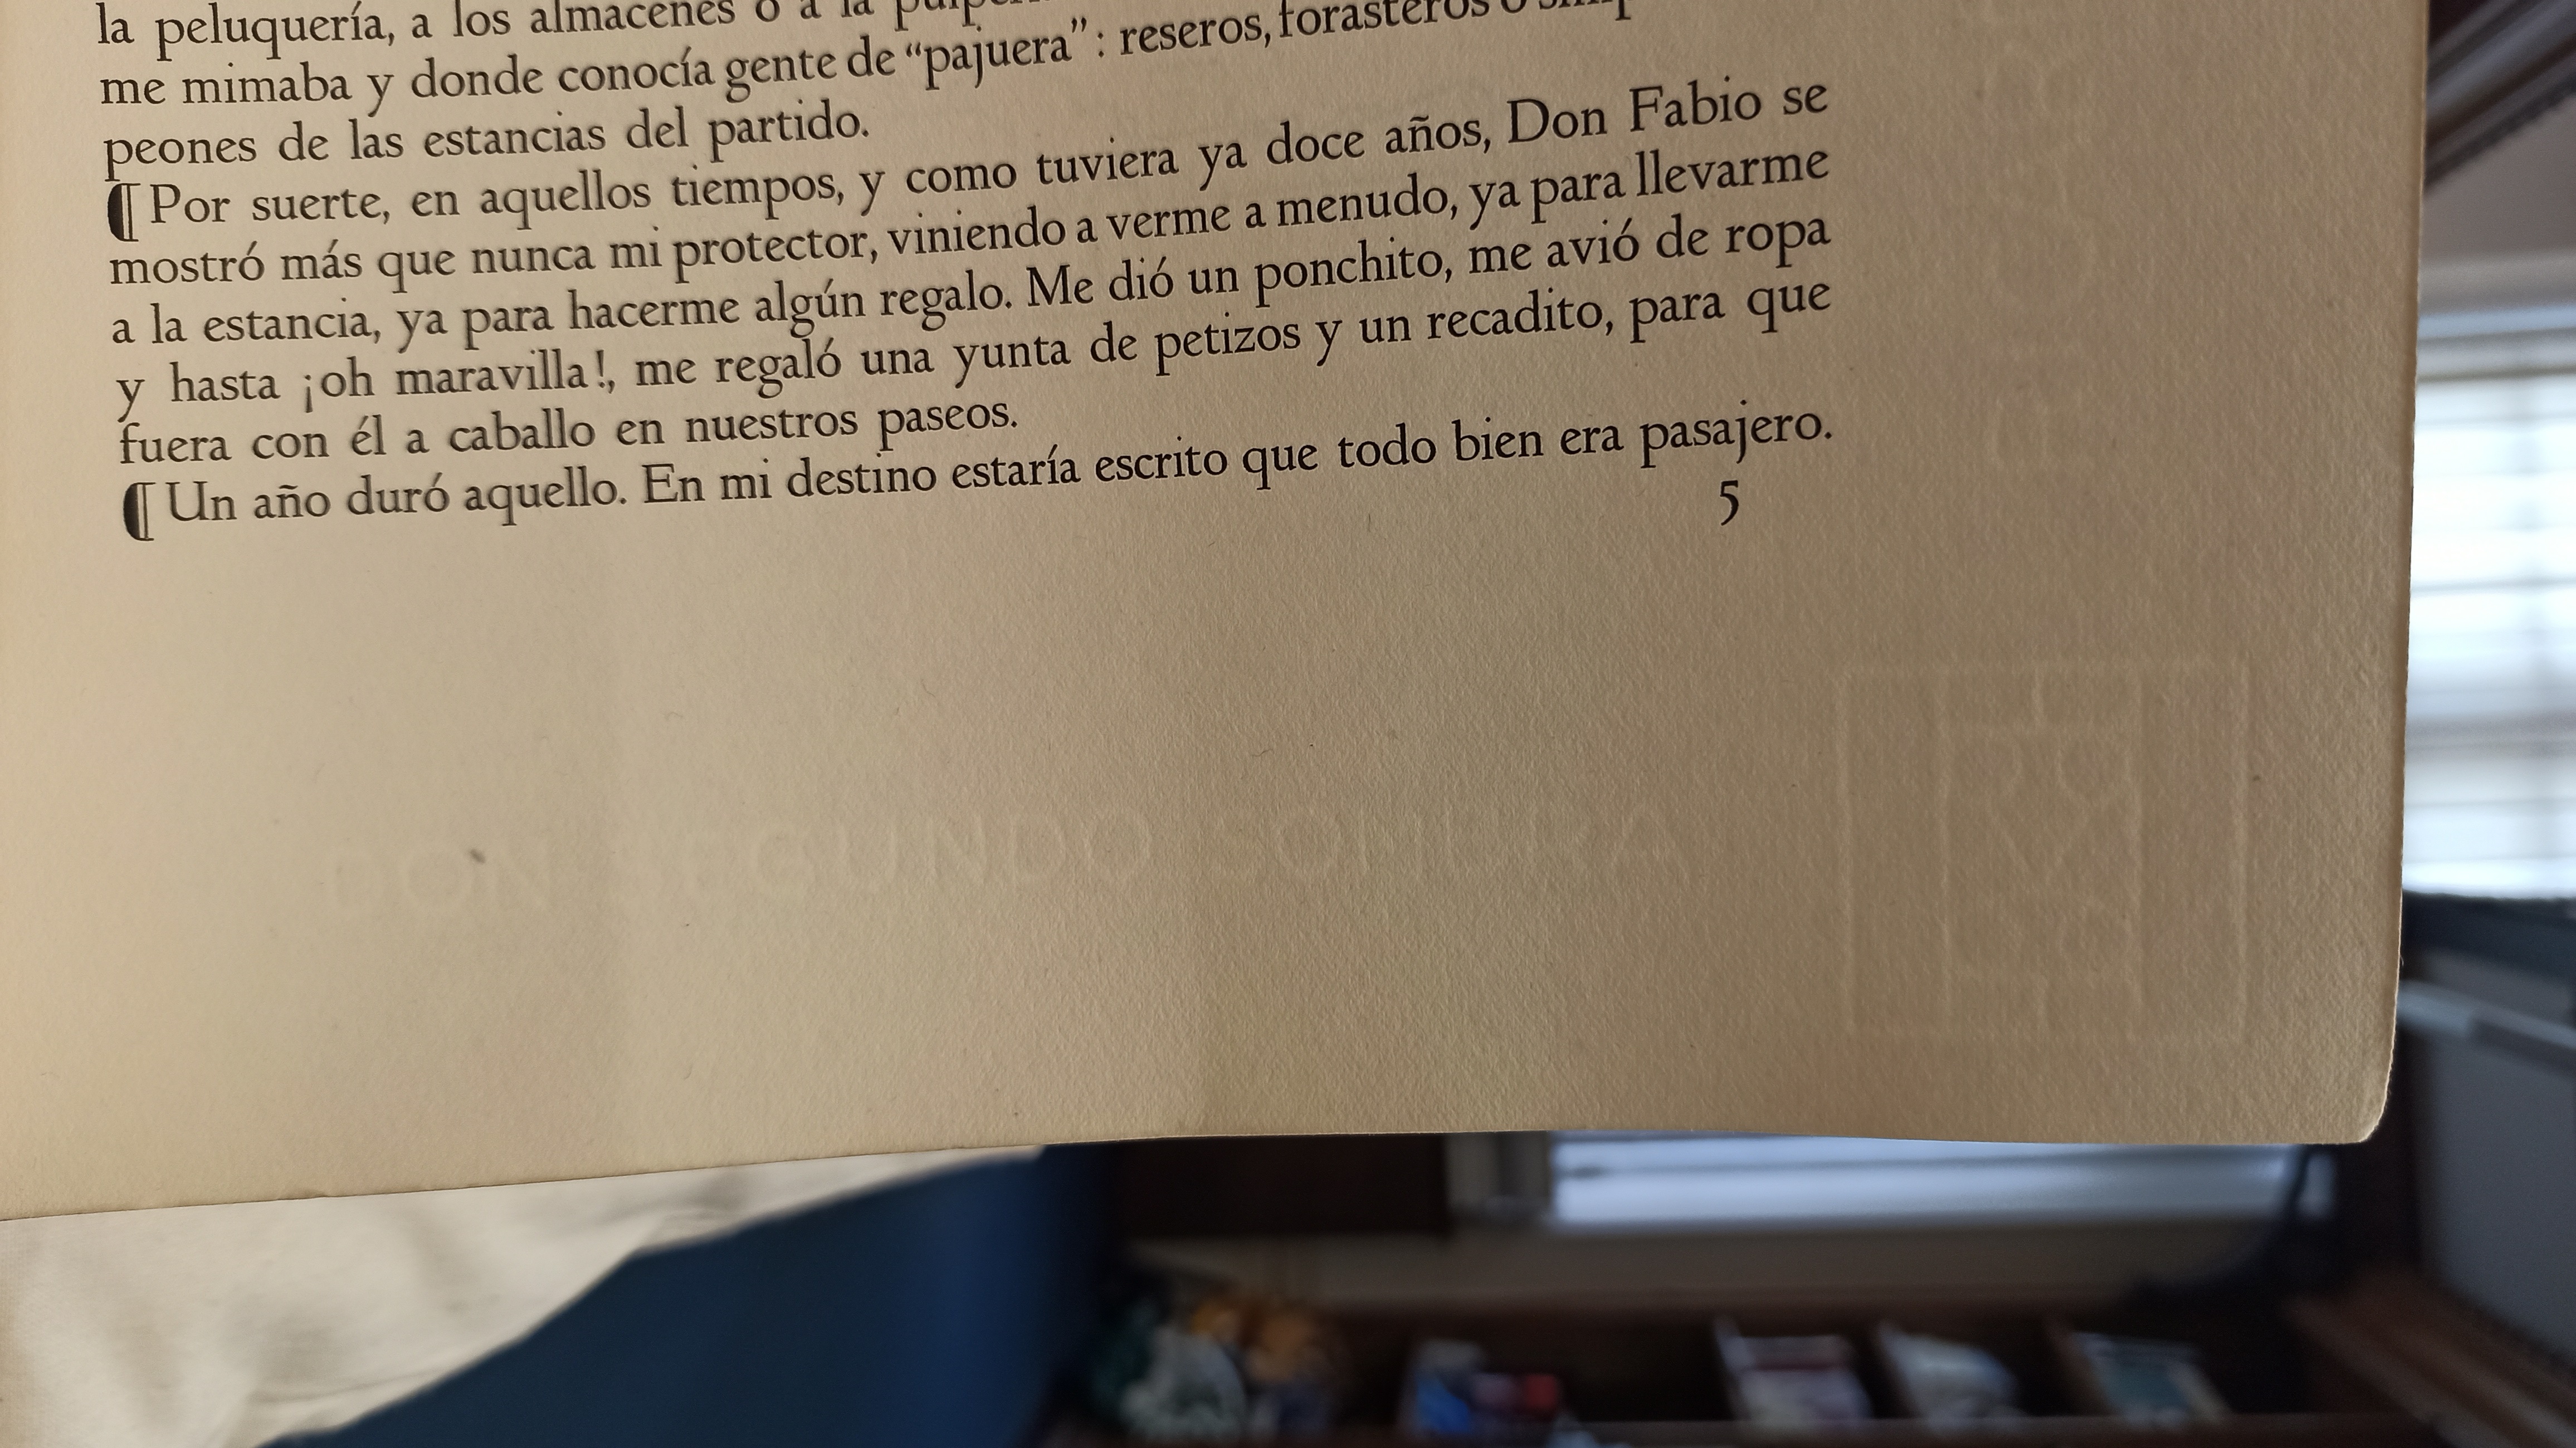 la peluquería, a los almacenes o a la
me mimaba y donde conocía gente de “pajuera”: reseros, forasteros o
peones de las estancias del partido.
¶ Por suerte, en aquellos tiempos, y como tuviera ya doce años, Don Fabio se
mostró más que nunca mi protector, viniendo a verme a menudo, ya para llevarme
a la estancia, ya para hacerme algún regalo. Me dió un ponchito, me avió de ropa
y hasta ¡oh maravilla!, me regaló una yunta de petizos y un recadito, para que
fuera con él a caballo en nuestros paseos.
¶ Un año duró aquello. En mi destino estaría escrito que todo bien era pasajero.
5
DON SEGUNDO SOMBRA